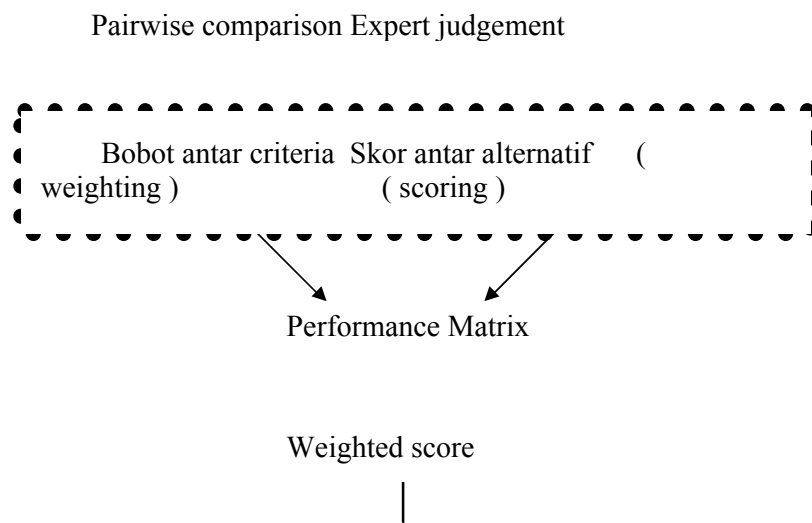 Pairwise comparison Expert judgement
Bobot antar criteria Skor antar alternatif (
weighting ) ( scoring )
Performance Matrix
Weighted score